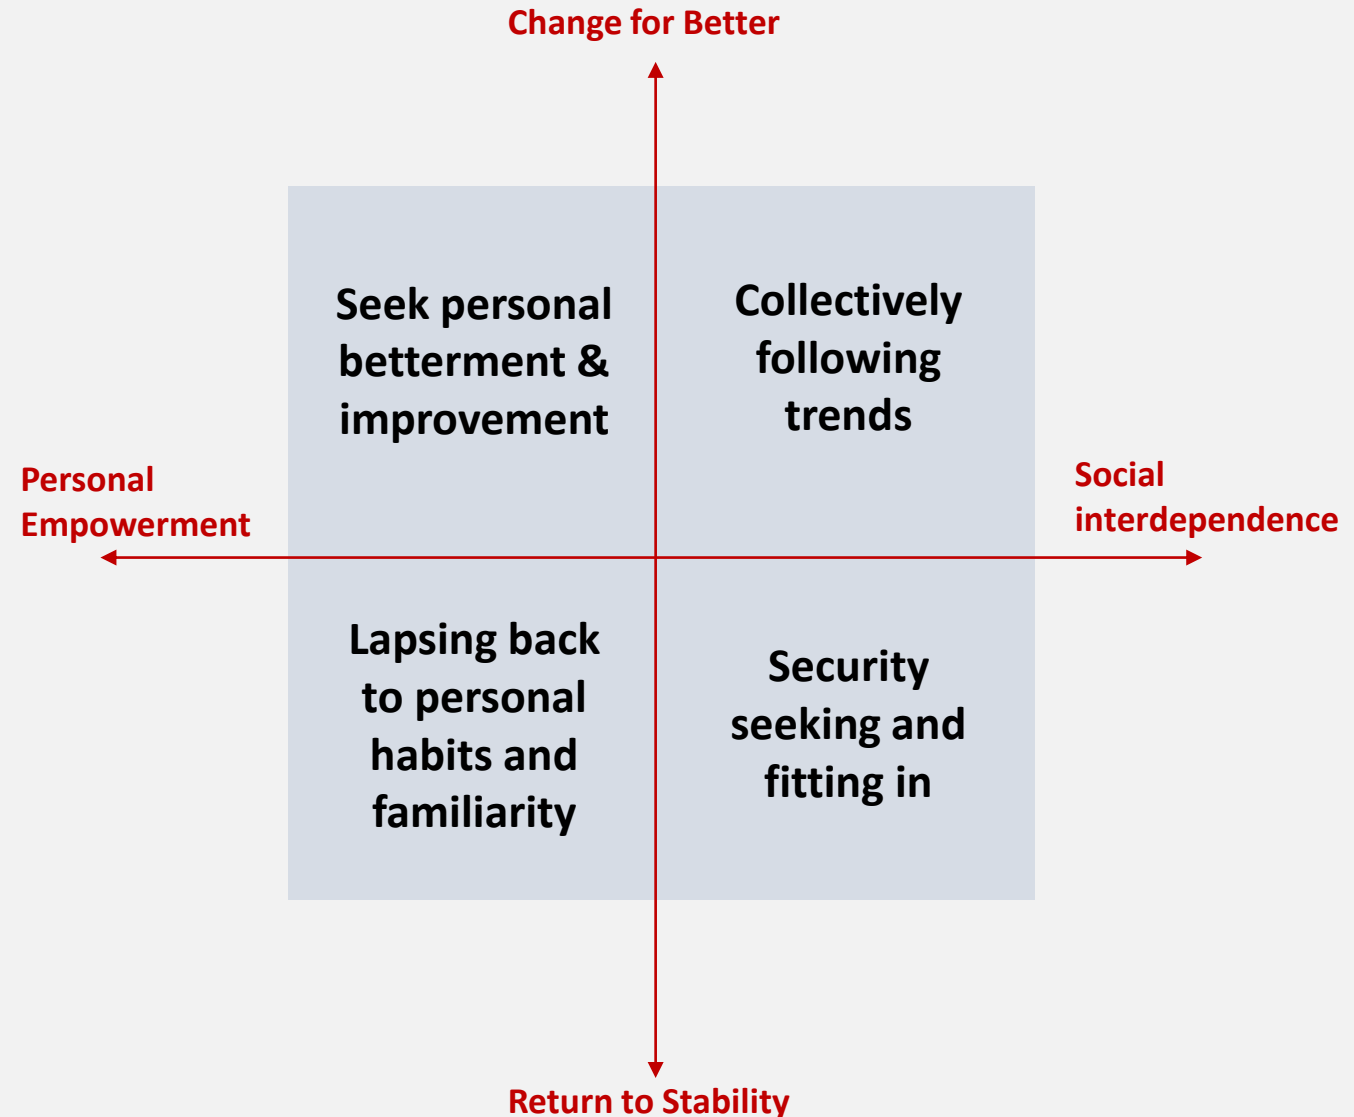 Change for Better
Seek personal
betterment &
improvement
Collectively
following
trends
Personal
Empowerment
Social
interdependence
Lapsing back
to personal
habits and
familiarity
Security
seeking and
fitting in
Return to Stability